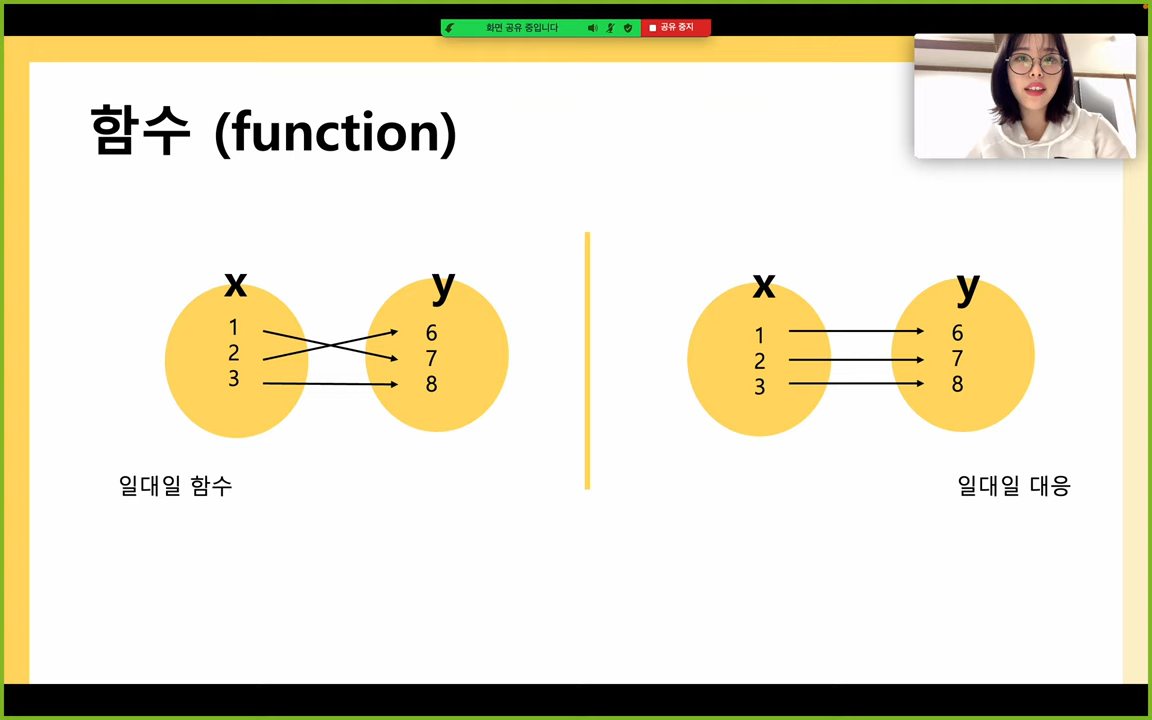 화면 공유 중입니다
공유 중지
함수 (function)
x
y
1
2
3
6
7
8
일대일 함수
x
y
1
2
3
6
7
8
일대일 대응